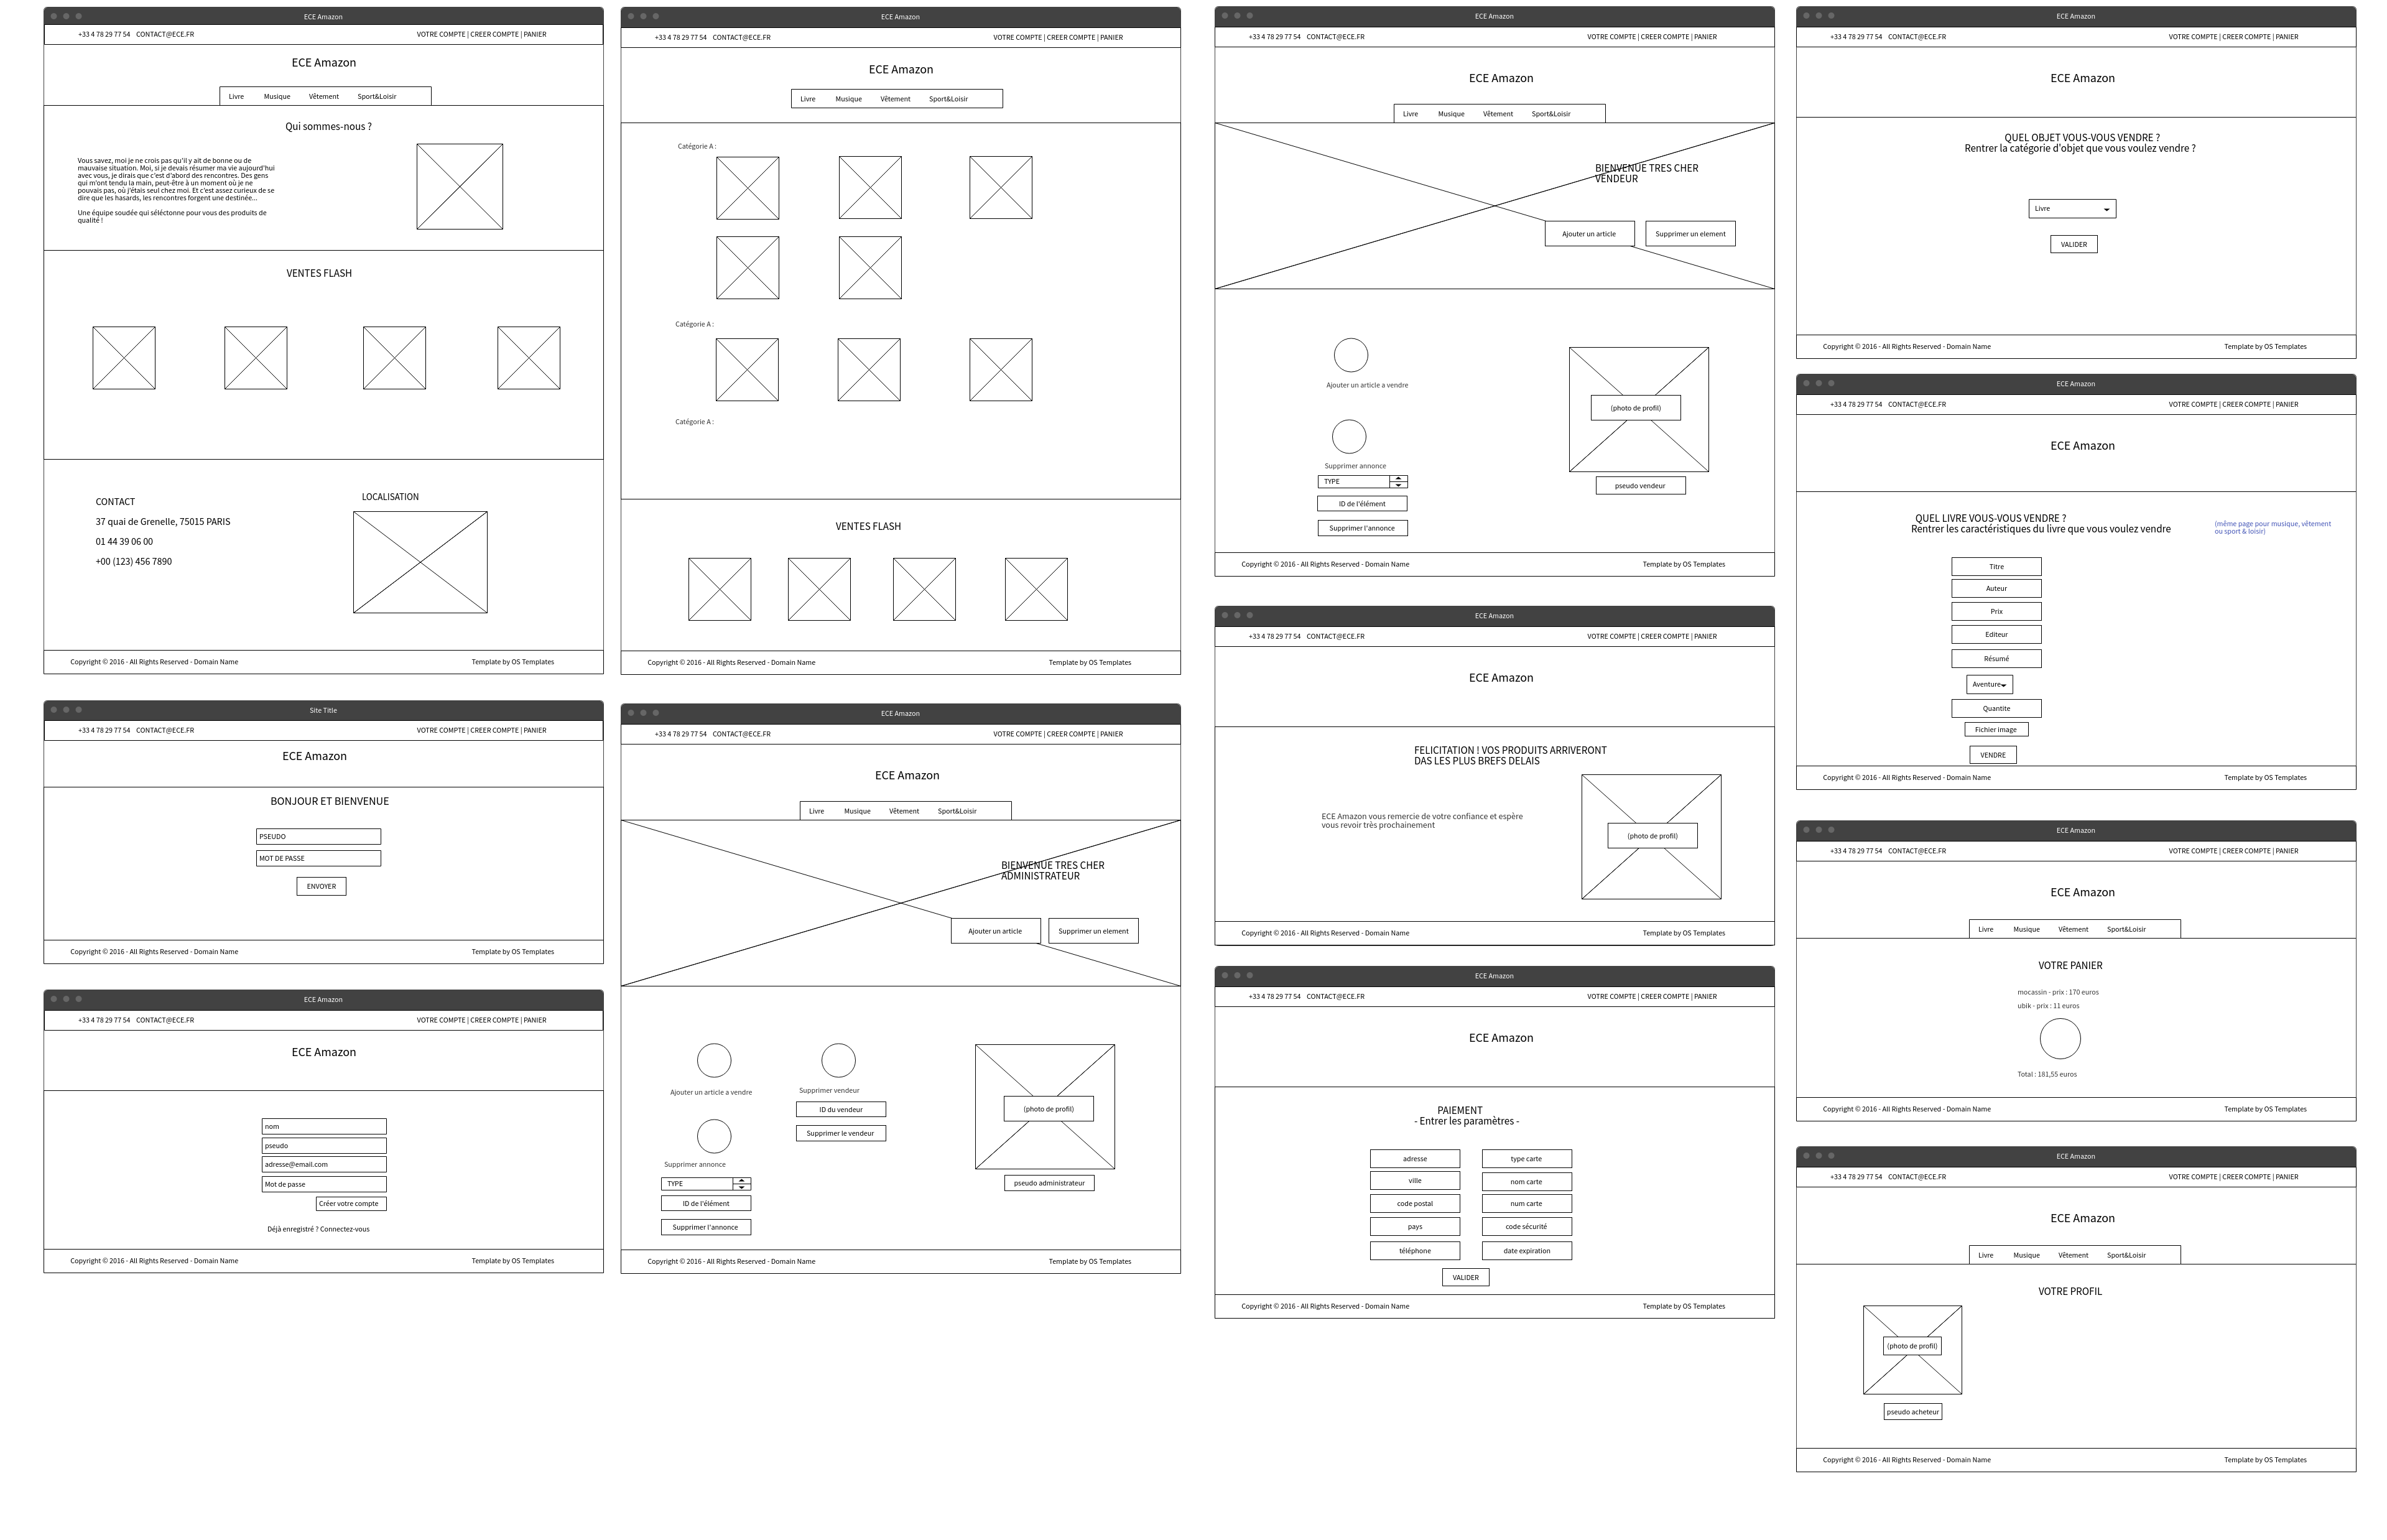 ECE Amazon
+33 4 78 29 77 54 CONTACT@ECE.FR
VOTRE COMPTE | CREER COMPTE | PANIER
ECE Amazon
Livre Musique Vêtement Sport&Loisir
Qui sommes-nous ?
Vous savez, moi je ne crois pas qu'il y ait de bonne ou de
mauvaise situation. Moi, si je devais résumer ma vie aujourd'hui
avec vous, je dirais que c'est d'abord des rencontres. Des gens
qui m'ont tendu la main, peut-être à un moment où je ne
pouvais pas, où j'étais seul chez moi. Et c'est assez curieux de se
dire que les hasards, les rencontres forgent une destinée...
Une équipe soudée qui séléctonne pour vous des produits de
qualité !
VENTES FLASH
CONTACT
37 quai de Grenelle, 75015 PARIS
01 44 39 06 00
+00 (123) 456 7890
LOCALISATION
Copyright © 2016 - All Rights Reserved - Domain Name
Template by OS Templates
Site Title
+33 4 78 29 77 54 CONTACT@ECE.FR
VOTRE COMPTE | CREER COMPTE | PANIER
ECE Amazon
BONJOUR ET BIENVENUE
PSEUDO
MOT DE PASSE
ENVOYER
Copyright © 2016 - All Rights Reserved - Domain Name
Template by OS Templates
ECE Amazon
+33 4 78 29 77 54 CONTACT@ECE.FR
VOTRE COMPTE | CREER COMPTE | PANIER
ECE Amazon
nom
pseudo
adresse@email.com
Mot de passe
Créer votre compte
Déjà enregistré ? Connectez-vous
Copyright © 2016 - All Rights Reserved - Domain Name
Template by OS Templates
ECE Amazon
+33 4 78 29 77 54 CONTACT@ECE.FR
VOTRE COMPTE | CREER COMPTE | PANIER
ECE Amazon
Livre Musique Vêtement Sport&Loisir
Catégorie A :
Catégorie A :
Catégorie A :
VENTES FLASH
Copyright © 2016 - All Rights Reserved - Domain Name
Template by OS Templates
ECE Amazon
+33 4 78 29 77 54 CONTACT@ECE.FR
VOTRE COMPTE | CREER COMPTE | PANIER
ECE Amazon
Livre Musique Vêtement Sport&Loisir
BIENVENUE TRES CHER
ADMINISTRATEUR
Ajouter un article
Supprimer un element
Ajouter un article a vendre
Supprimer annonce
TYPE
ID de l'élément
Supprimer l'annonce
Supprimer vendeur
ID du vendeur
Supprimer le vendeur
(photo de profil)
pseudo administrateur
Copyright © 2016 - All Rights Reserved - Domain Name
Template by OS Templates
ECE Amazon
+33 4 78 29 77 54 CONTACT@ECE.FR
VOTRE COMPTE | CREER COMPTE | PANIER
ECE Amazon
Livre Musique Vêtement Sport&Loisir
BIENVENUE TRES CHER
VENDEUR
Ajouter un article
Supprimer un element
Ajouter un article a vendre
Supprimer annonce
TYPE
ID de l'élément
Supprimer l'annonce
(photo de profil)
pseudo vendeur
Copyright © 2016 - All Rights Reserved - Domain Name
Template by OS Templates
ECE Amazon
+33 4 78 29 77 54 CONTACT@ECE.FR
VOTRE COMPTE | CREER COMPTE | PANIER
ECE Amazon
FELICITATION ! VOS PRODUITS ARRIVERONT
DAS LES PLUS BREFS DELAIS
ECE Amazon vous remercie de votre confiance et espère
vous revoir très prochainement
(photo de profil)
Copyright © 2016 - All Rights Reserved - Domain Name
Template by OS Templates
ECE Amazon
+33 4 78 29 77 54 CONTACT@ECE.FR
VOTRE COMPTE | CREER COMPTE | PANIER
ECE Amazon
PAIEMENT
- Entrer les paramètres -
adresse
ville
code postal
pays
téléphone
type carte
nom carte
num carte
code sécurité
date expiration
VALIDER
Copyright © 2016 - All Rights Reserved - Domain Name
Template by OS Templates
ECE Amazon
+33 4 78 29 77 54 CONTACT@ECE.FR
VOTRE COMPTE | CREER COMPTE | PANIER
ECE Amazon
QUEL OBJET VOUS-VOUS VENDRE ?
Rentrer la catégorie d'objet que vous voulez vendre ?
Livre
VALIDER
Copyright © 2016 - All Rights Reserved - Domain Name
Template by OS Templates
ECE Amazon
+33 4 78 29 77 54 CONTACT@ECE.FR
VOTRE COMPTE | CREER COMPTE | PANIER
ECE Amazon
QUEL LIVRE VOUS-VOUS VENDRE ?
Rentrer les caractéristiques du livre que vous voulez vendre
(même page pour musique, vêtement
ou sport & loisir)
Titre
Auteur
Prix
Editeur
Résumé
Aventure
Quantite
Fichier image
VENDRE
Copyright © 2016 - All Rights Reserved - Domain Name
Template by OS Templates
ECE Amazon
+33 4 78 29 77 54 CONTACT@ECE.FR
VOTRE COMPTE | CREER COMPTE | PANIER
ECE Amazon
Livre Musique Vêtement Sport&Loisir
VOTRE PANIER
mocassin - prix : 170 euros
ubik - prix : 11 euros
Total : 181,55 euros
Copyright © 2016 - All Rights Reserved - Domain Name
Template by OS Templates
ECE Amazon
+33 4 78 29 77 54 CONTACT@ECE.FR
VOTRE COMPTE | CREER COMPTE | PANIER
ECE Amazon
Livre Musique Vêtement Sport&Loisir
VOTRE PROFIL
(photo de profil)
pseudo acheteur
Copyright © 2016 - All Rights Reserved - Domain Name
Template by OS Templates